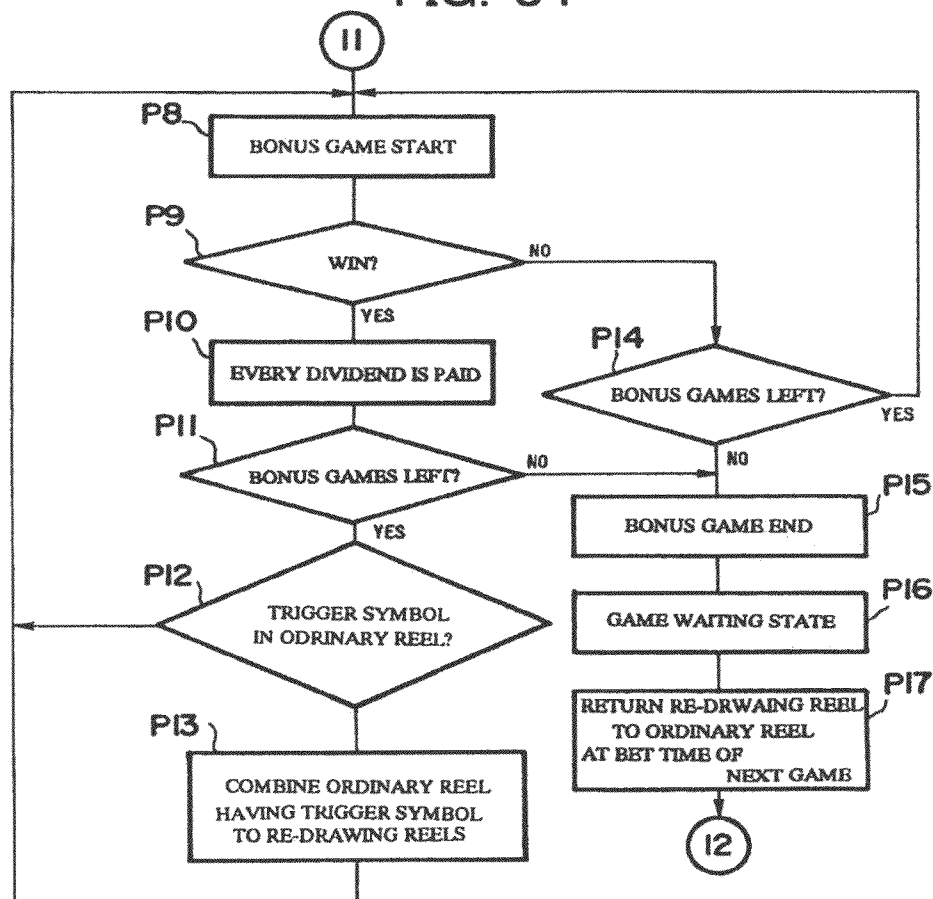 11
P8
BONUS GAME START
P9
WIN?
NO
YES
P10
EVERY DIVIDEND IS PAID
P14
BONUS GAMES LEFT?
YES
NO
P11
BONUS GAMES LEFT?
NO
YES
P15
BONUS GAME END
P12
TRIGGER SYMBOL
IN ODRINARY REEL?
P16
GAME WAITING STATE
P17
RETURN RE-DRWAING REEL
TO ORDINARY REEL
AT BET TIME OF
NEXT GAME
P13
COMBINE ORDINARY REEL
HAVING TRIGGER SYMBOL
TO RE-DRAWING REELS
12